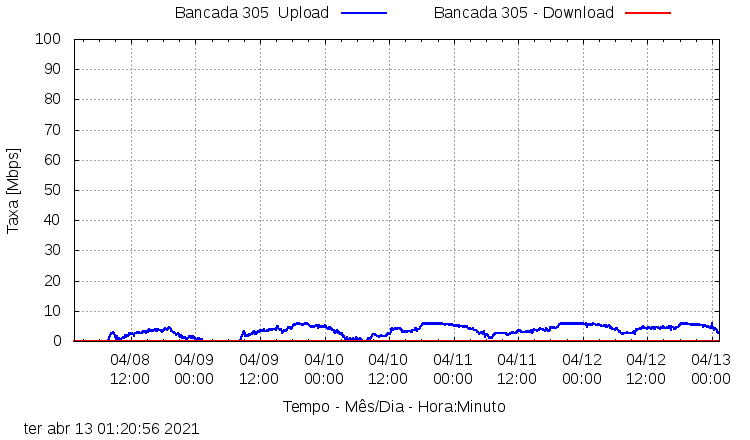 Bancada 305  Upload
Bancada 305 - Download
100
90
80
70
60
50
40
30
20
10
0
Taxa [Mbps]
04/08 04/09 04/09 04/10 04/10 04/11 04/11 04/12 04/12 04/13
12:00 00:00 12:00 00:00 12:00 00:00 12:00 00:00 12:00 00:00
Tempo - Mês/Dia - Hora:Minuto
ter abr 13 01:20:56 2021